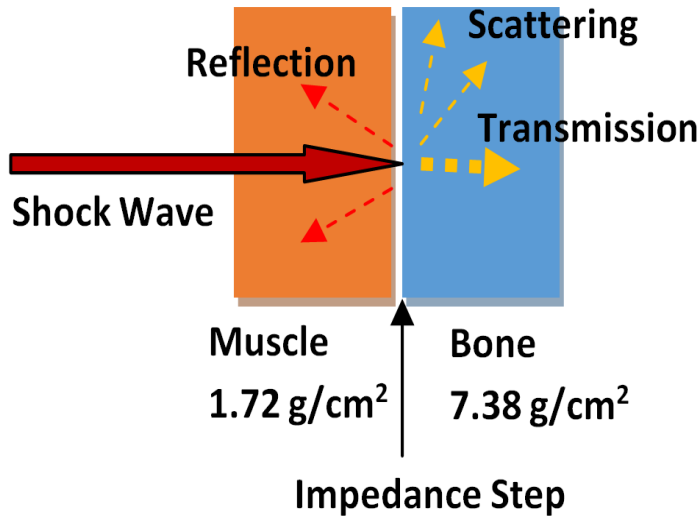 Scattering
Reflection
Transmission
Shock Wave
Muscle
1.72 g/cm²
Bone
7.38 g/cm²
Impedance Step